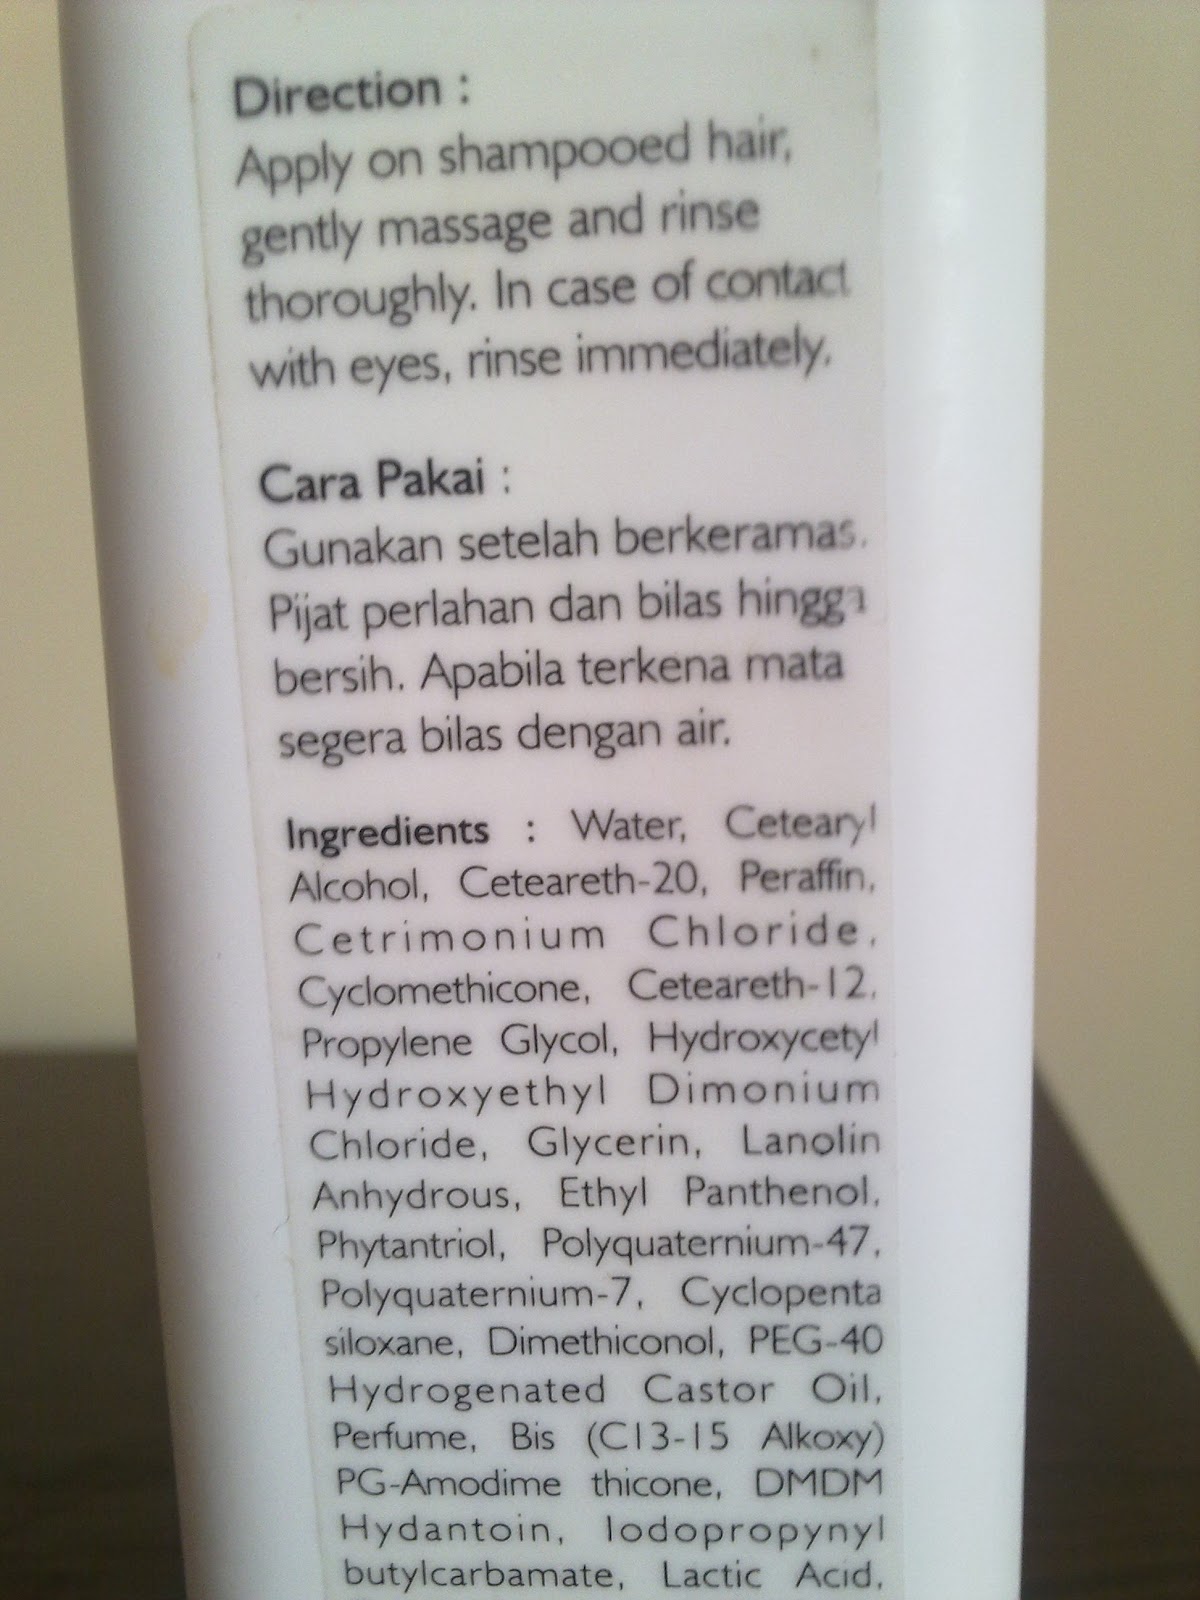 Direction :
Apply on shampooed hair,
gently massage and rinse
thoroughly. In case of contact
with eyes, rinse immediately.
Cara Pakai :
Gunakan setelah berkeramas.
Pijat perlahan dan bilas hingga
bersih. Apabila terkena mata
segera bilas dengan air.
Ingredients : Water, Cetearyl
Alcohol, Ceteareth-20, Peraffin,
Cetrimonium Chloride,
Cyclomethicone, Ceteareth-12,
Propylene Glycol, Hydroxycetyl
Hydroxyethyl Dimonium
Chloride, Glycerin, Lanolin
Anhydrous, Ethyl Panthenol,
Phytantriol, Polyquaternium-47,
Polyquaternium-7, Cyclopenta
siloxane, Dimethiconol, PEG-40
Hydrogenated Castor Oil,
Perfume, Bis (C13-15 Alkoxy)
PG-Amodime thicone, DMDM
Hydantoin, Iodopropynyl
butylcarbamate, Lactic Acid,